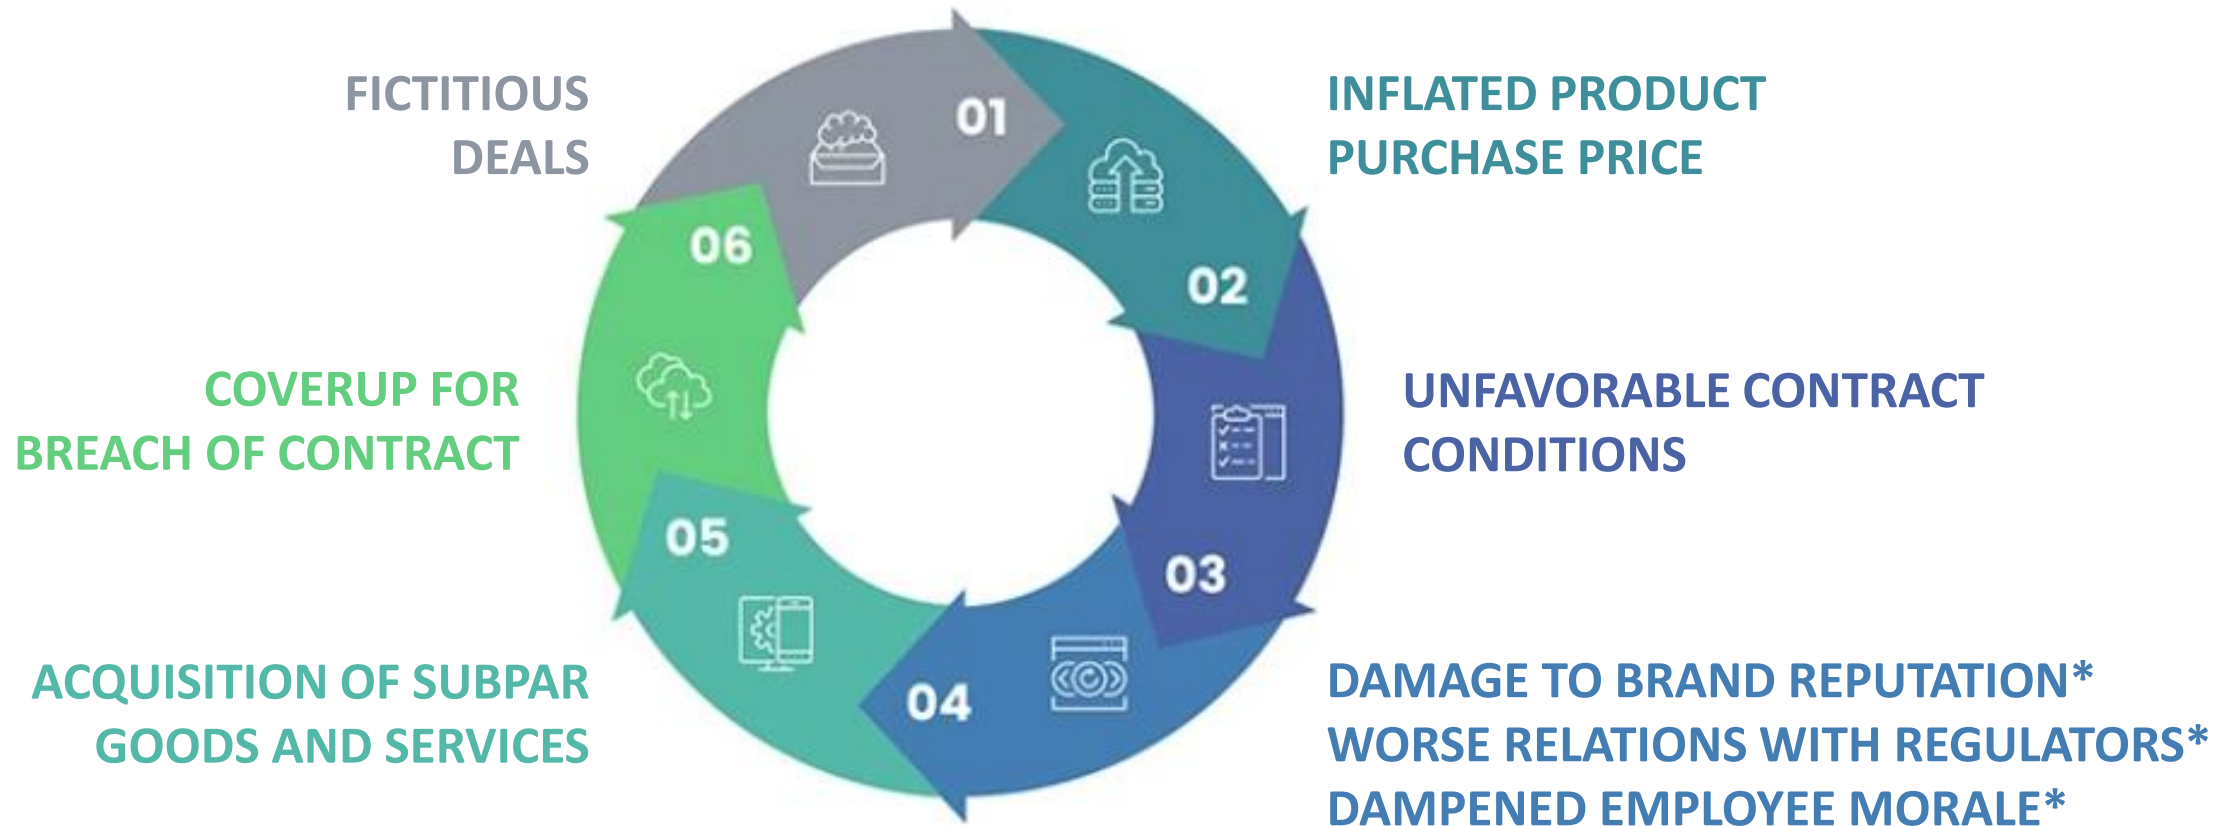 FICTITIOUS
DEALS
01
INFLATED PRODUCT
PURCHASE PRICE
02
UNFAVORABLE CONTRACT
CONDITIONS
03
DAMAGE TO BRAND REPUTATION*
WORSE RELATIONS WITH REGULATORS*
DAMPENED EMPLOYEE MORALE*
04
ACQUISITION OF SUBPAR
GOODS AND SERVICES
05
COVERUP FOR
BREACH OF CONTRACT
06